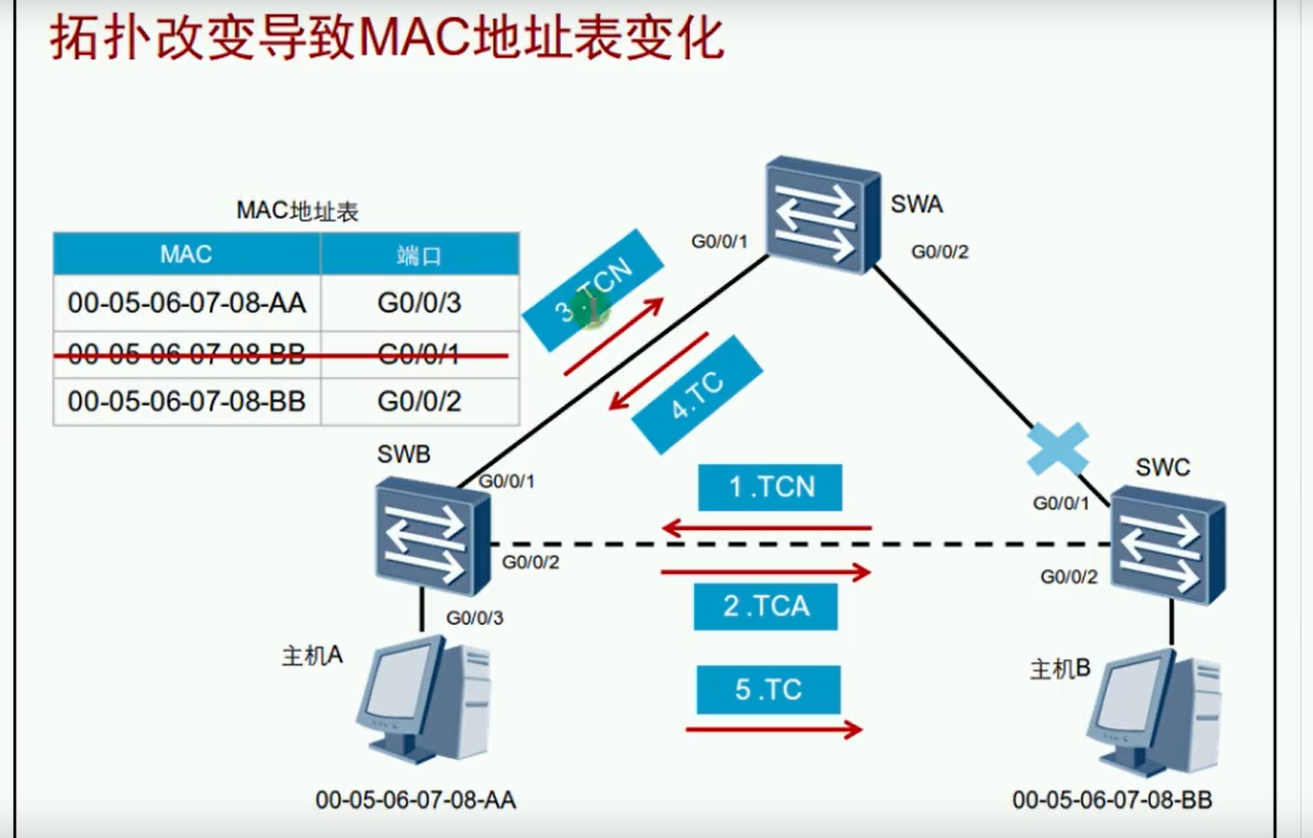 拓扑改变导致MAC地址表变化
MAC地址表
MAC 端口
00-05-06-07-08-AA G0/0/3
00-05-06-07-08-BB G0/0/1
00-05-06-07-08-BB G0/0/2
SWA
G0/0/1
G0/0/2
3 .TCN
4.TC
SWB
G0/0/1
G0/0/2
G0/0/3
1 .TCN
2 .TCA
5 .TC
SWC
G0/0/1
G0/0/2
主机A
主机B
00-05-06-07-08-AA
00-05-06-07-08-BB